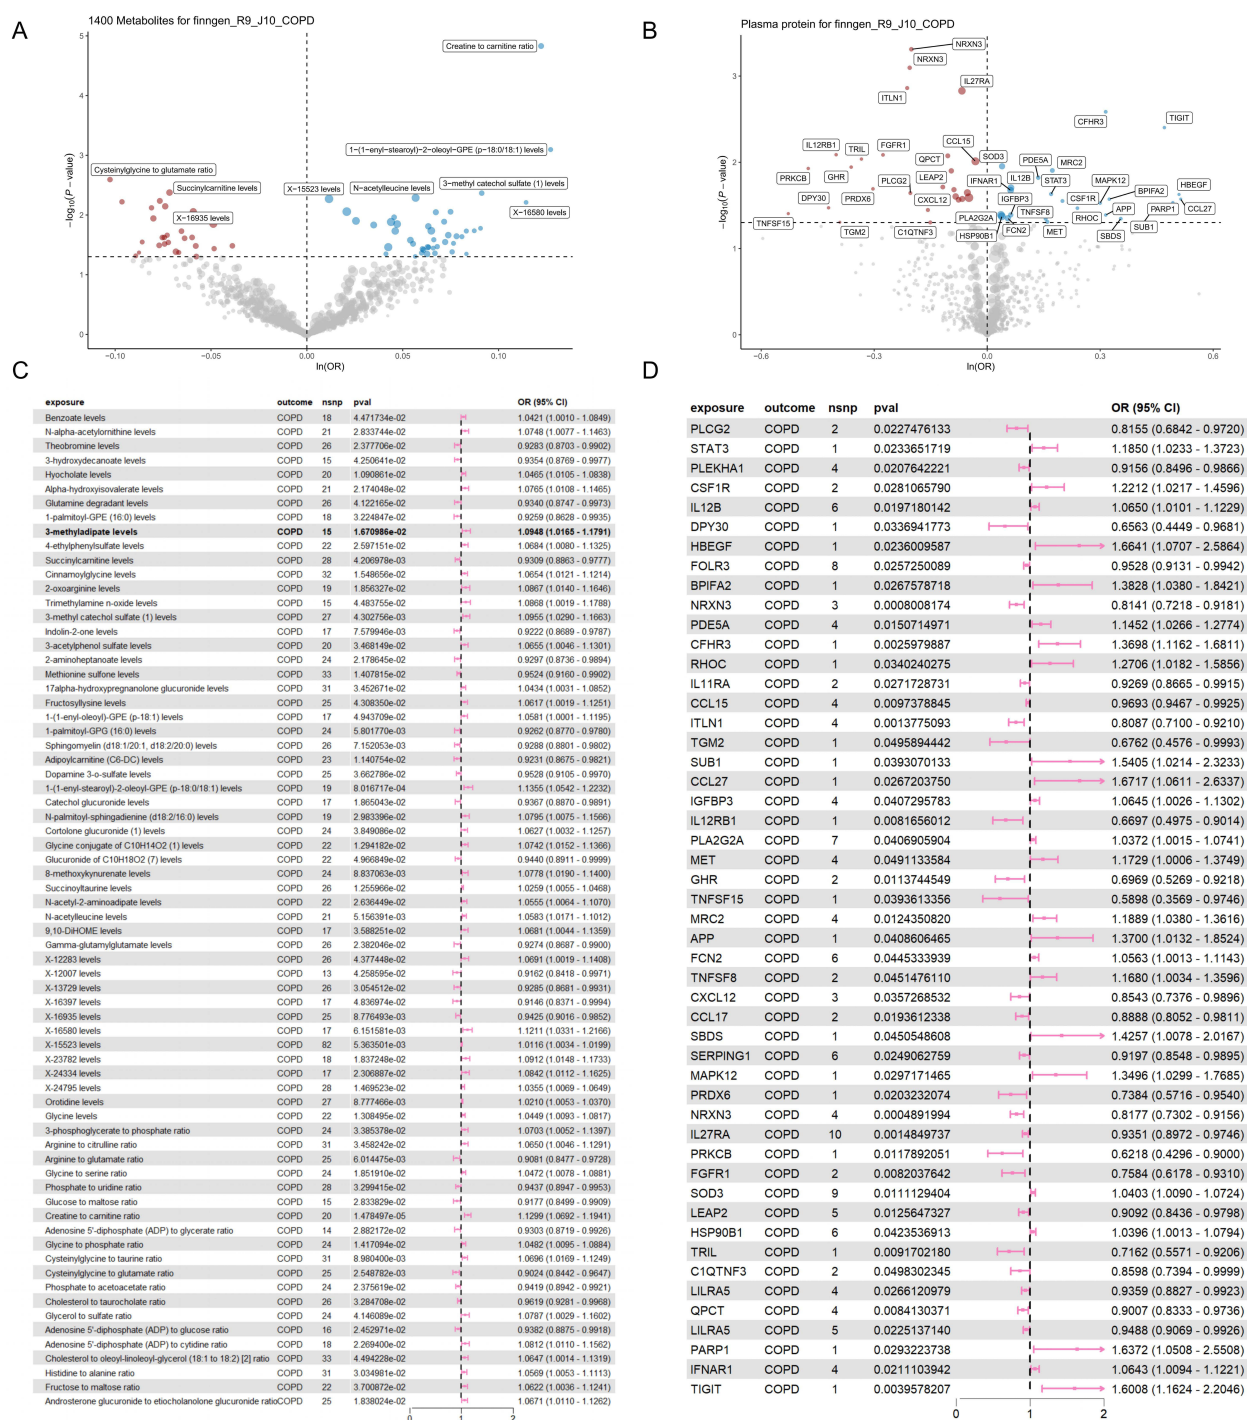 A
1400 Metabolites for finngen_R9_J10_COPD
−log10(P − value)
5
4
3
2
1
0
Creatine to carnitine ratio
1−(1−enyl−stearoyl)−2−oleoyl−GPE (p−18:0/18:1) levels
Cysteinylglycine to glutamate ratio
Succinylcarnitine levels
X−15523 levels
N−acetylleucine levels
3−methyl catechol sulfate (1) levels
X−16580 levels
X−16935 levels
−0.10
−0.05
0.00
0.05
0.10
ln(OR)
B
Plasma protein for finngen_R9_J10_COPD
−log10(P − value)
3
2
1
0
NRXN3
NRXN3
IL27RA
ITLN1
CFHR3
TIGIT
IL12RB1
TRIL
FGFR1
CCL15
QPCT
SOD3
PDE5A
MRC2
PRKCB
GHR
PLCG2
LEAP2
IFNAR1
IL12B
STAT3
MAPK12
HBEGF
DPY30
PRDX6
CXCL12
IGFBP3
CSF1R
BPIFA2
TNFSF15
TGM2
C1QTNF3
PLA2G2A
TNFSF8
RHOC
APP
PARP1
CCL27
HSP90B1
FCN2
MET
SBDS
SUB1
−0.6
−0.3
0.0
0.3
0.6
ln(OR)
C
exposure outcome nsnp pval OR (95% CI)
Benzoate levels COPD 18 4.471734e-02 1.0421 (1.0010 - 1.0849)
N-alpha-acetylornithine levels COPD 21 2.833744e-02 1.0748 (1.0077 - 1.1463)
Theobromine levels COPD 26 2.377706e-02 0.9283 (0.8703 - 0.9902)
3-hydroxydecanoate levels COPD 15 4.250641e-02 0.9354 (0.8769 - 0.9977)
Hyocholate levels COPD 20 1.090861e-02 1.0465 (1.0105 - 1.0838)
Alpha-hydroxyisovalerate levels COPD 21 2.174048e-02 1.0765 (1.0108 - 1.1465)
Glutamine degradant levels COPD 26 4.122165e-02 0.9340 (0.8747 - 0.9973)
1-palmitoyl-GPE (16:0) levels COPD 18 3.224847e-02 0.9259 (0.8628 - 0.9935)
3-methyladipate levels COPD 15 1.670986e-02 1.0948 (1.0165 - 1.1791)
4-ethylphenylsulfate levels COPD 22 2.597151e-02 1.0684 (1.0080 - 1.1325)
Succinylcarnitine levels COPD 28 4.206978e-03 0.9309 (0.8863 - 0.9777)
Cinnamoylglycine levels COPD 32 1.548656e-02 1.0654 (1.0121 - 1.1214)
2-oxoarginine levels COPD 19 1.856327e-02 1.0867 (1.0140 - 1.1646)
Trimethylamine n-oxide levels COPD 15 4.483755e-02 1.0868 (1.0019 - 1.1788)
3-methyl catechol sulfate (1) levels COPD 27 4.302756e-03 1.0955 (1.0290 - 1.1663)
Indolin-2-one levels COPD 17 7.579946e-03 0.9222 (0.8689 - 0.9787)
3-acetylphenol sulfate levels COPD 20 3.468149e-02 1.0655 (1.0046 - 1.1301)
2-aminoheptanoate levels COPD 24 2.178645e-02 0.9297 (0.8736 - 0.9894)
Methionine sulfone levels COPD 33 1.407815e-02 0.9524 (0.9160 - 0.9902)
17alpha-hydroxypregnanolone glucuronide levels COPD 31 3.452671e-02 1.0434 (1.0031 - 1.0852)
Fructosyllysine levels COPD 25 4.308350e-02 1.0617 (1.0019 - 1.1251)
1-(1-enyl-oleoyl)-GPE (p-18:1) levels COPD 17 4.943709e-02 1.0581 (1.0001 - 1.1195)
1-palmitoyl-GPG (16:0) levels COPD 24 5.801770e-03 0.9262 (0.8770 - 0.9780)
Sphingomyelin (d18:1/20:1, d18:2/20:0) levels COPD 26 7.152053e-03 0.9288 (0.8801 - 0.9802)
Adipoylcarnitine (C6-DC) levels COPD 23 1.140754e-02 0.9231 (0.8675 - 0.9821)
Dopamine 3-o-sulfate levels COPD 25 3.662786e-02 0.9528 (0.9105 - 0.9970)
1-(1-enyl-stearoyl)-2-oleoyl-GPE (p-18:0/18:1) levels COPD 19 8.016717e-04 1.1355 (1.0542 - 1.2232)
Catechol glucuronide levels COPD 17 1.865043e-02 0.9367 (0.8870 - 0.9891)
N-palmitoyl-sphingadienine (d18:2/16:0) levels COPD 19 2.983396e-02 1.0795 (1.0075 - 1.1566)
Cortolone glucuronide (1) levels COPD 24 3.849086e-02 1.0627 (1.0032 - 1.1257)
Glycine conjugate of C10H14O2 (1) levels COPD 22 1.294182e-02 1.0742 (1.0152 - 1.1366)
Glucuronide of C10H18O2 (7) levels COPD 22 4.966849e-02 0.9440 (0.8911 - 0.9999)
8-methoxykynurenate levels COPD 24 8.837063e-03 1.0778 (1.0190 - 1.1400)
Succinoyltaurine levels COPD 26 1.255966e-02 1.0259 (1.0055 - 1.0468)
N-acetyl-2-aminoadipate levels COPD 22 2.636449e-02 1.0555 (1.0064 - 1.1070)
N-acetylleucine levels COPD 21 5.156391e-03 1.0583 (1.0171 - 1.1012)
9,10-DiHOME levels COPD 17 3.588251e-02 1.0681 (1.0044 - 1.1359)
Gamma-glutamylglutamate levels COPD 26 2.382046e-02 0.9274 (0.8687 - 0.9900)
X-12283 levels COPD 26 4.377448e-02 1.0691 (1.0019 - 1.1408)
X-12007 levels COPD 13 4.258595e-02 0.9162 (0.8418 - 0.9971)
X-13729 levels COPD 26 3.054512e-02 0.9285 (0.8681 - 0.9931)
X-16397 levels COPD 17 4.836974e-02 0.9146 (0.8371 - 0.9994)
X-16935 levels COPD 25 8.776493e-03 0.9425 (0.9016 - 0.9852)
X-16580 levels COPD 17 6.151581e-03 1.1211 (1.0331 - 1.2166)
X-15523 levels COPD 82 5.363501e-03 1.0116 (1.0034 - 1.0199)
X-23782 levels COPD 18 1.837248e-02 1.0912 (1.0148 - 1.1733)
X-24334 levels COPD 17 2.306887e-02 1.0842 (1.0112 - 1.1625)
X-24795 levels COPD 28 1.469523e-02 1.0355 (1.0069 - 1.0649)
Orotidine levels COPD 27 8.777466e-03 1.0210 (1.0053 - 1.0370)
Glycine levels COPD 22 1.308495e-02 1.0449 (1.0093 - 1.0817)
3-phosphoglycerate to phosphate ratio COPD 24 3.385378e-02 1.0703 (1.0052 - 1.1397)
Arginine to citrulline ratio COPD 31 3.458242e-02 1.0650 (1.0046 - 1.1291)
Arginine to glutamate ratio COPD 25 6.014475e-03 0.9081 (0.8477 - 0.9728)
Glycine to serine ratio COPD 24 1.851910e-02 1.0472 (1.0078 - 1.0881)
Phosphate to uridine ratio COPD 28 3.299415e-02 0.9437 (0.8947 - 0.9953)
Glucose to maltose ratio COPD 15 2.833829e-02 0.9177 (0.8499 - 0.9909)
Creatine to carnitine ratio COPD 20 1.478497e-05 1.1299 (1.0692 - 1.1941)
Adenosine 5'-diphosphate (ADP) to glycerate ratio COPD 14 2.882172e-02 0.9303 (0.8719 - 0.9926)
Glycine to phosphate ratio COPD 24 1.417094e-02 1.0482 (1.0095 - 1.0884)
Cysteinylglycine to taurine ratio COPD 31 8.980400e-03 1.0696 (1.0169 - 1.1249)
Cysteinylglycine to glutamate ratio COPD 25 2.548782e-03 0.9024 (0.8442 - 0.9647)
Phosphate to acetoacetate ratio COPD 24 2.375619e-02 0.9419 (0.8942 - 0.9921)
Cholesterol to taurocholate ratio COPD 26 3.284708e-02 0.9619 (0.9281 - 0.9968)
Glycerol to sulfate ratio COPD 24 4.146089e-02 1.0787 (1.0029 - 1.1602)
Adenosine 5'-diphosphate (ADP) to glucose ratio COPD 16 2.452971e-02 0.9382 (0.8875 - 0.9918)
Adenosine 5'-diphosphate (ADP) to cytidine ratio COPD 18 2.269400e-02 1.0812 (1.0110 - 1.1562)
Cholesterol to oleoyl-linoleoyl-glycerol (18:1 to 18:2) [2] ratio COPD 33 4.494228e-02 1.0647 (1.0014 - 1.1319)
Histidine to alanine ratio COPD 31 3.034981e-02 1.0569 (1.0053 - 1.1113)
Fructose to maltose ratio COPD 22 3.700872e-02 1.0622 (1.0036 - 1.1241)
Androsterone glucuronide to etiocholanolone glucuronide ratio COPD 25 1.838024e-02 1.0671 (1.0110 - 1.1262)
0 1 2
D
exposure outcome nsnp pval OR (95% CI)
PLCG2 COPD 2 0.0227476133 0.8155 (0.6842 - 0.9720)
STAT3 COPD 1 0.0233651719 1.1850 (1.0233 - 1.3723)
PLEKHA1 COPD 4 0.0207642221 0.9156 (0.8496 - 0.9866)
CSF1R COPD 2 0.0281065790 1.2212 (1.0217 - 1.4596)
IL12B COPD 6 0.0197180142 1.0650 (1.0101 - 1.1229)
DPY30 COPD 1 0.0336941773 0.6563 (0.4449 - 0.9681)
HBEGF COPD 1 0.0236009587 1.6641 (1.0707 - 2.5864)
FOLR3 COPD 8 0.0257250089 0.9528 (0.9131 - 0.9942)
BPIFA2 COPD 1 0.0267578718 1.3828 (1.0380 - 1.8421)
NRXN3 COPD 3 0.0008008174 0.8141 (0.7218 - 0.9181)
PDE5A COPD 4 0.0150714971 1.1452 (1.0266 - 1.2774)
CFHR3 COPD 1 0.0025979887 1.3698 (1.1162 - 1.6811)
RHOC COPD 1 0.0340240275 1.2706 (1.0182 - 1.5856)
IL11RA COPD 2 0.0271728731 0.9269 (0.8665 - 0.9915)
CCL15 COPD 4 0.0097378845 0.9693 (0.9467 - 0.9925)
ITLN1 COPD 4 0.0013775093 0.8087 (0.7100 - 0.9210)
TGM2 COPD 1 0.0495894442 0.6762 (0.4576 - 0.9993)
SUB1 COPD 1 0.0393070133 1.5405 (1.0214 - 2.3233)
CCL27 COPD 1 0.0267203750 1.6717 (1.0611 - 2.6337)
IGFBP3 COPD 4 0.0407295783 1.0645 (1.0026 - 1.1302)
IL12RB1 COPD 1 0.0081656012 0.6697 (0.4975 - 0.9014)
PLA2G2A COPD 7 0.0406905904 1.0372 (1.0015 - 1.0741)
MET COPD 4 0.0491133584 1.1729 (1.0006 - 1.3749)
GHR COPD 2 0.0113744549 0.6969 (0.5269 - 0.9218)
TNFSF15 COPD 1 0.0393613356 0.5898 (0.3569 - 0.9746)
MRC2 COPD 4 0.0124350820 1.1889 (1.0380 - 1.3616)
APP COPD 1 0.0408606465 1.3700 (1.0132 - 1.8524)
FCN2 COPD 6 0.0445333939 1.0563 (1.0013 - 1.1143)
TNFSF8 COPD 2 0.0451476110 1.1680 (1.0034 - 1.3596)
CXCL12 COPD 3 0.0357268532 0.8543 (0.7376 - 0.9896)
CCL17 COPD 2 0.0193612338 0.8888 (0.8052 - 0.9811)
SBDS COPD 1 0.0450548608 1.4257 (1.0078 - 2.0167)
SERPING1 COPD 6 0.0249062759 0.9197 (0.8548 - 0.9895)
MAPK12 COPD 1 0.0297171465 1.3496 (1.0299 - 1.7685)
PRDX6 COPD 1 0.0203232074 0.7384 (0.5716 - 0.9540)
NRXN3 COPD 4 0.0004891994 0.8177 (0.7302 - 0.9156)
IL27RA COPD 10 0.0014849737 0.9351 (0.8972 - 0.9746)
PRKCB COPD 1 0.0117892051 0.6218 (0.4296 - 0.9000)
FGFR1 COPD 2 0.0082037642 0.7584 (0.6178 - 0.9310)
SOD3 COPD 9 0.0111129404 1.0403 (1.0090 - 1.0724)
LEAP2 COPD 5 0.0125647327 0.9092 (0.8436 - 0.9798)
HSP90B1 COPD 6 0.0423536913 1.0396 (1.0013 - 1.0794)
TRIL COPD 1 0.0091702180 0.7162 (0.5571 - 0.9206)
C1QTNF3 COPD 2 0.0498302345 0.8598 (0.7394 - 0.9999)
LILRA5 COPD 4 0.0266120979 0.9359 (0.8827 - 0.9923)
QPCT COPD 4 0.0084130371 0.9007 (0.8333 - 0.9736)
LILRA5 COPD 5 0.0225137140 0.9488 (0.9069 - 0.9926)
PARP1 COPD 1 0.0293223738 1.6372 (1.0508 - 2.5508)
IFNAR1 COPD 4 0.0211103942 1.0643 (1.0094 - 1.1221)
TIGIT COPD 1 0.0039578207 1.6008 (1.1624 - 2.2046)
0 1 2